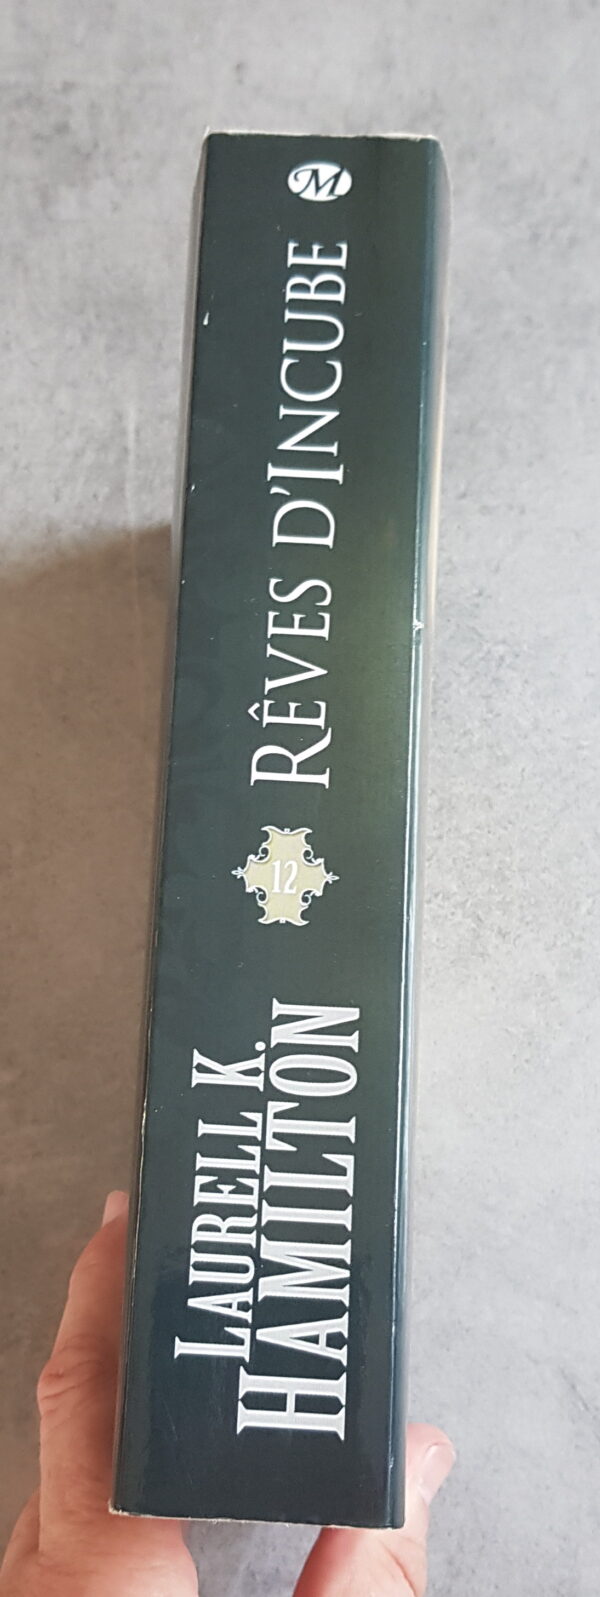 LAURELL K.
HAMILTON
12
RÊVES D'INCUBE
M